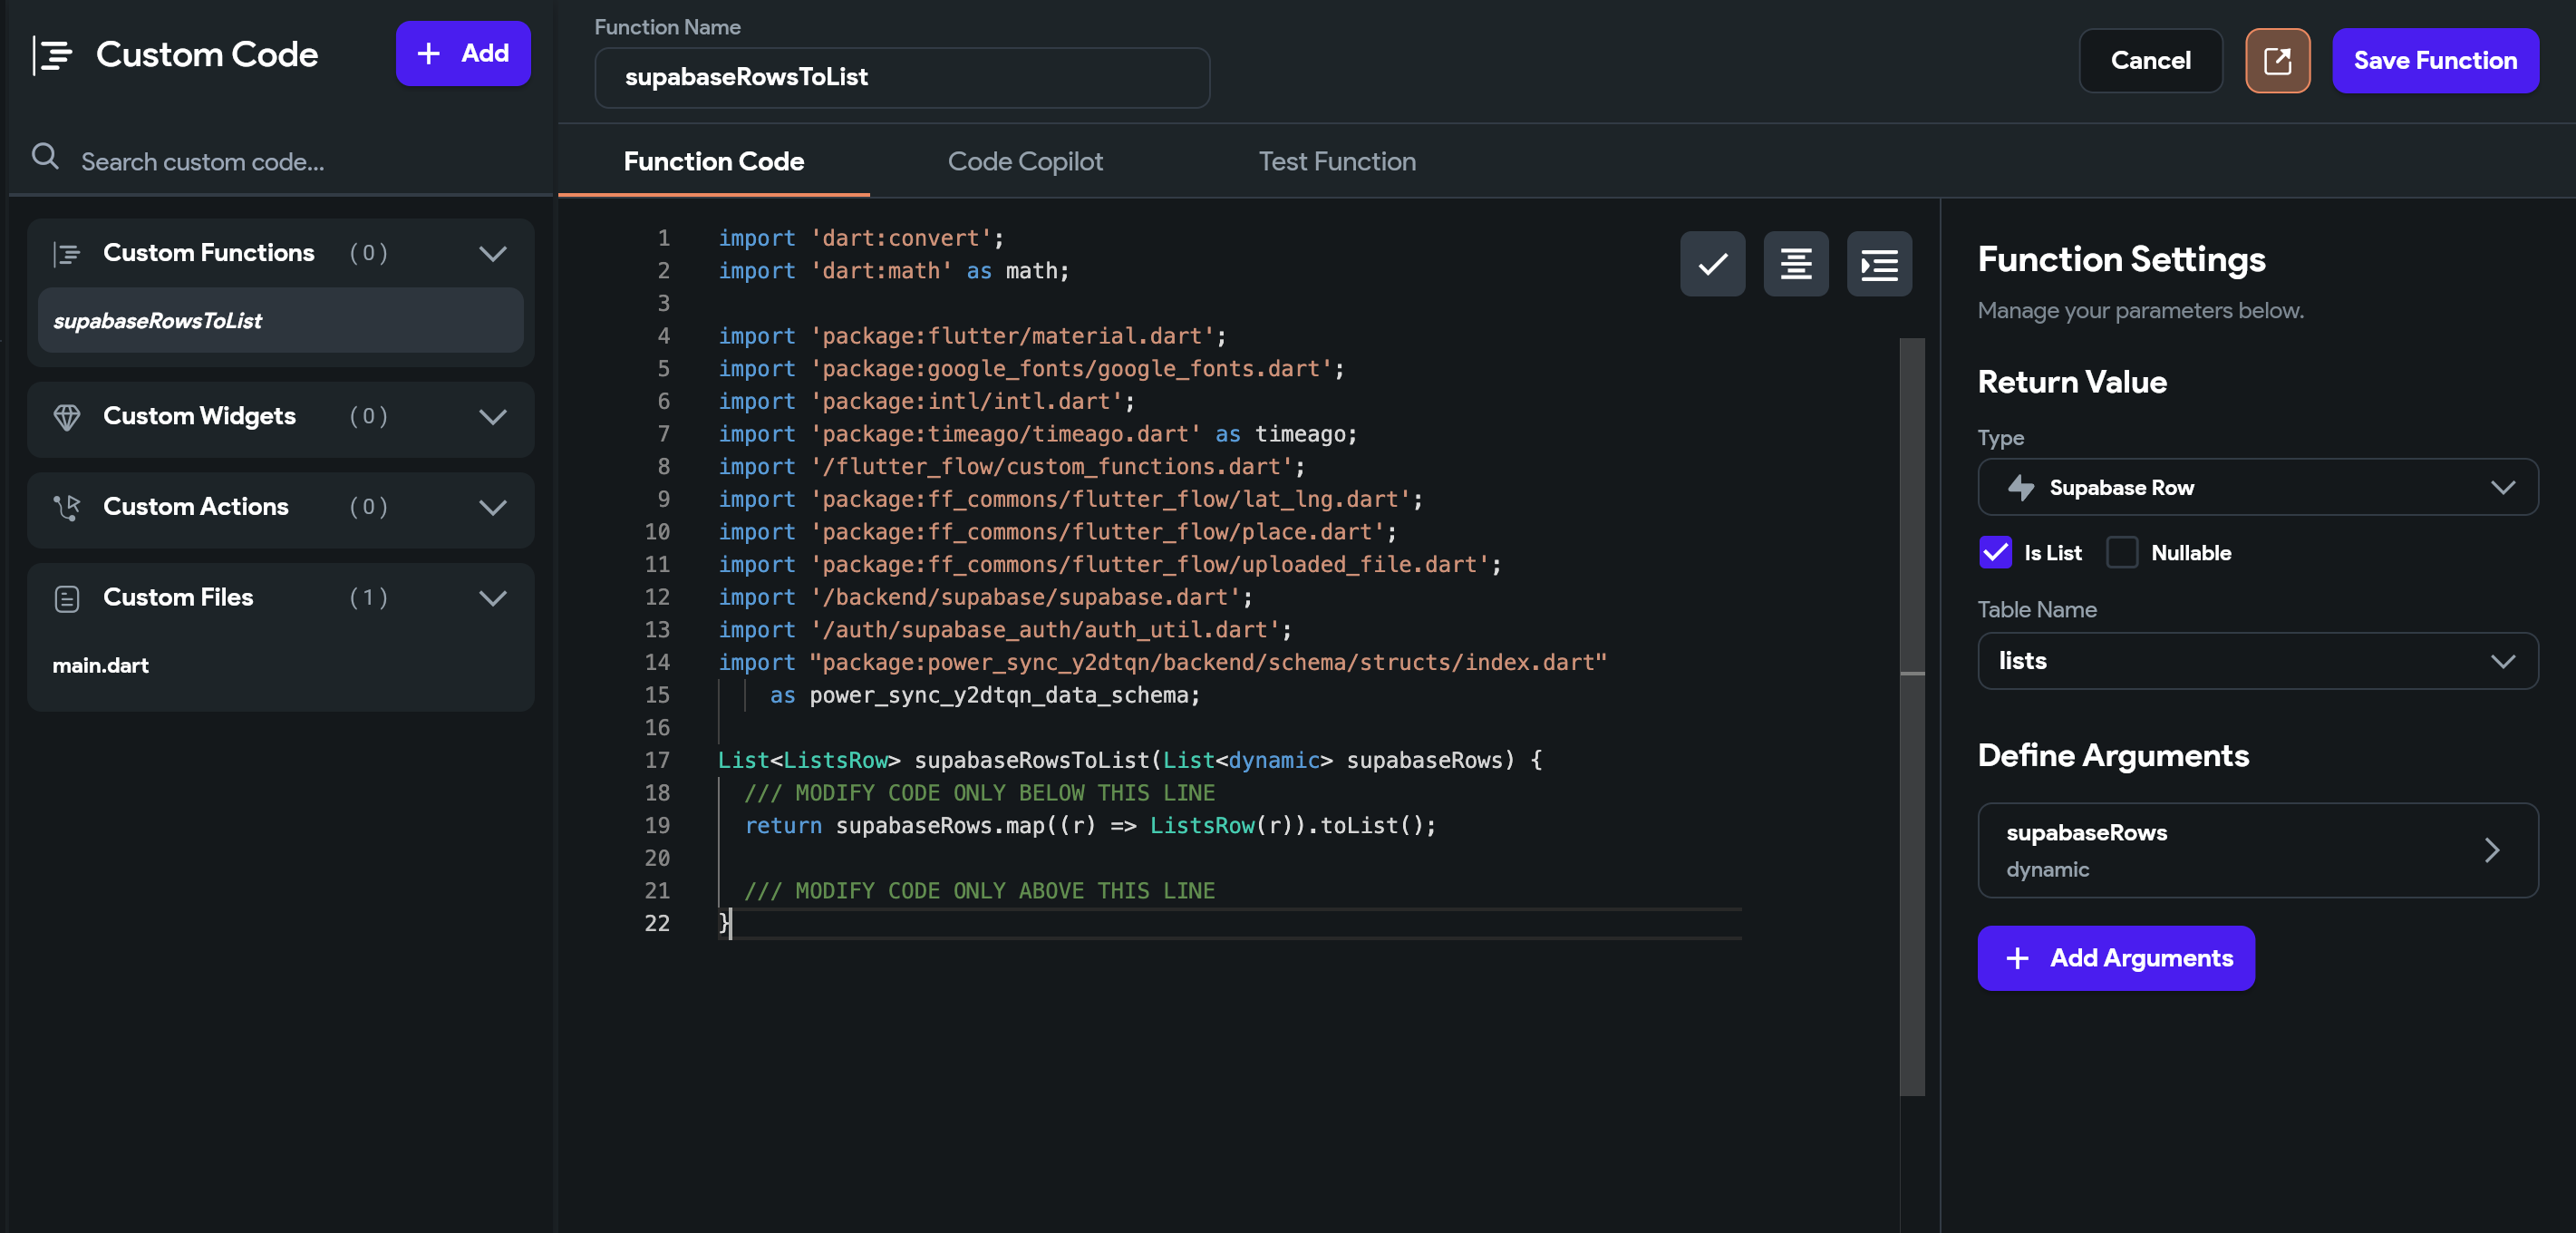 Custom Code
+ Add
Search custom code...
Custom Functions (0)
supabaseRowsToList
Custom Widgets (0)
Custom Actions (0)
Custom Files (1)
main.dart
Function Name
supabaseRowsToList
Cancel
Save Function
Function Code
Code Copilot
Test Function
1 import 'dart:convert';
2 import 'dart:math' as math;
3
4 import 'package:flutter/material.dart';
5 import 'package:google_fonts/google_fonts.dart';
6 import 'package:intl/intl.dart';
7 import 'package:timeago/timeago.dart' as timeago;
8 import '/flutter_flow/custom_functions.dart';
9 import 'package:ff_commons/flutter_flow/lat_lng.dart';
10 import 'package:ff_commons/flutter_flow/place.dart';
11 import 'package:ff_commons/flutter_flow/uploaded_file.dart';
12 import '/backend/supabase/supabase.dart';
13 import '/auth/supabase_auth/auth_util.dart';
14 import "package:power_sync_y2dtqn/backend/schema/structs/index.dart"
15 as power_sync_y2dtqn_data_schema;
16
17 List<ListsRow> supabaseRowsToList(List<dynamic> supabaseRows) {
18 /// MODIFY CODE ONLY BELOW THIS LINE
19 return supabaseRows.map((r) => ListsRow(r)).toList();
20
21 /// MODIFY CODE ONLY ABOVE THIS LINE
22 }
Function Settings
Manage your parameters below.
Return Value
Type
Supabase Row
Is List
Nullable
Table Name
lists
Define Arguments
supabaseRows
dynamic
+ Add Arguments